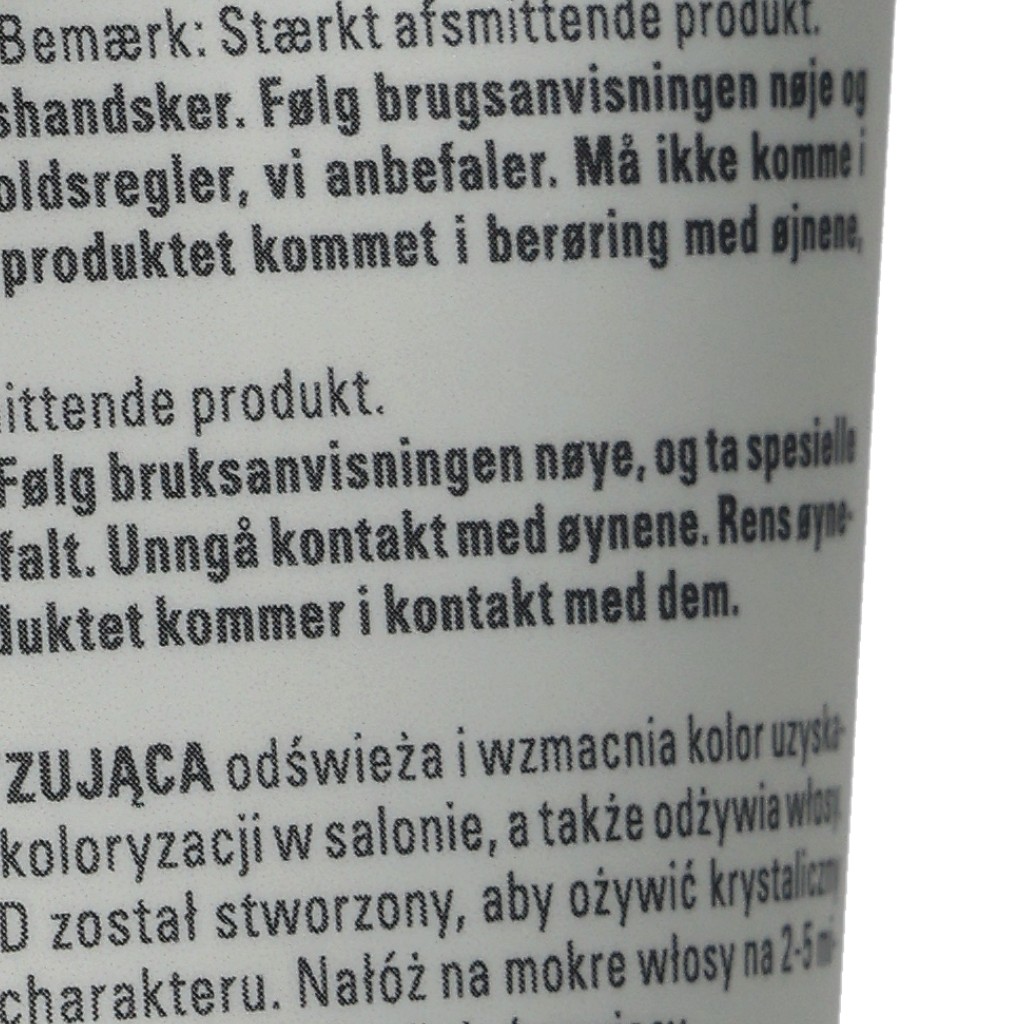 Bemærk: Stærkt afsmittende produkt.
shandsker. Følg brugsanvisningen nøje og
oldsregler, vi anbefaler. Må ikke komme i
produktet kommet i berøring med øjnene,
ittende produkt.
Følg bruksanvisningen nøye, og ta spesielle
falt. Unngå kontakt med øynene. Rens øyne-
duktet kommer i kontakt med dem.
ZUJĄCA odświeża i wzmacnia kolor uzyska-
koloryzacji w salonie, a także odżywia włosy
D został stworzony, aby ożywić krystaliczny
charakteru. Nałóż na mokre włosy na 2-5 mi-